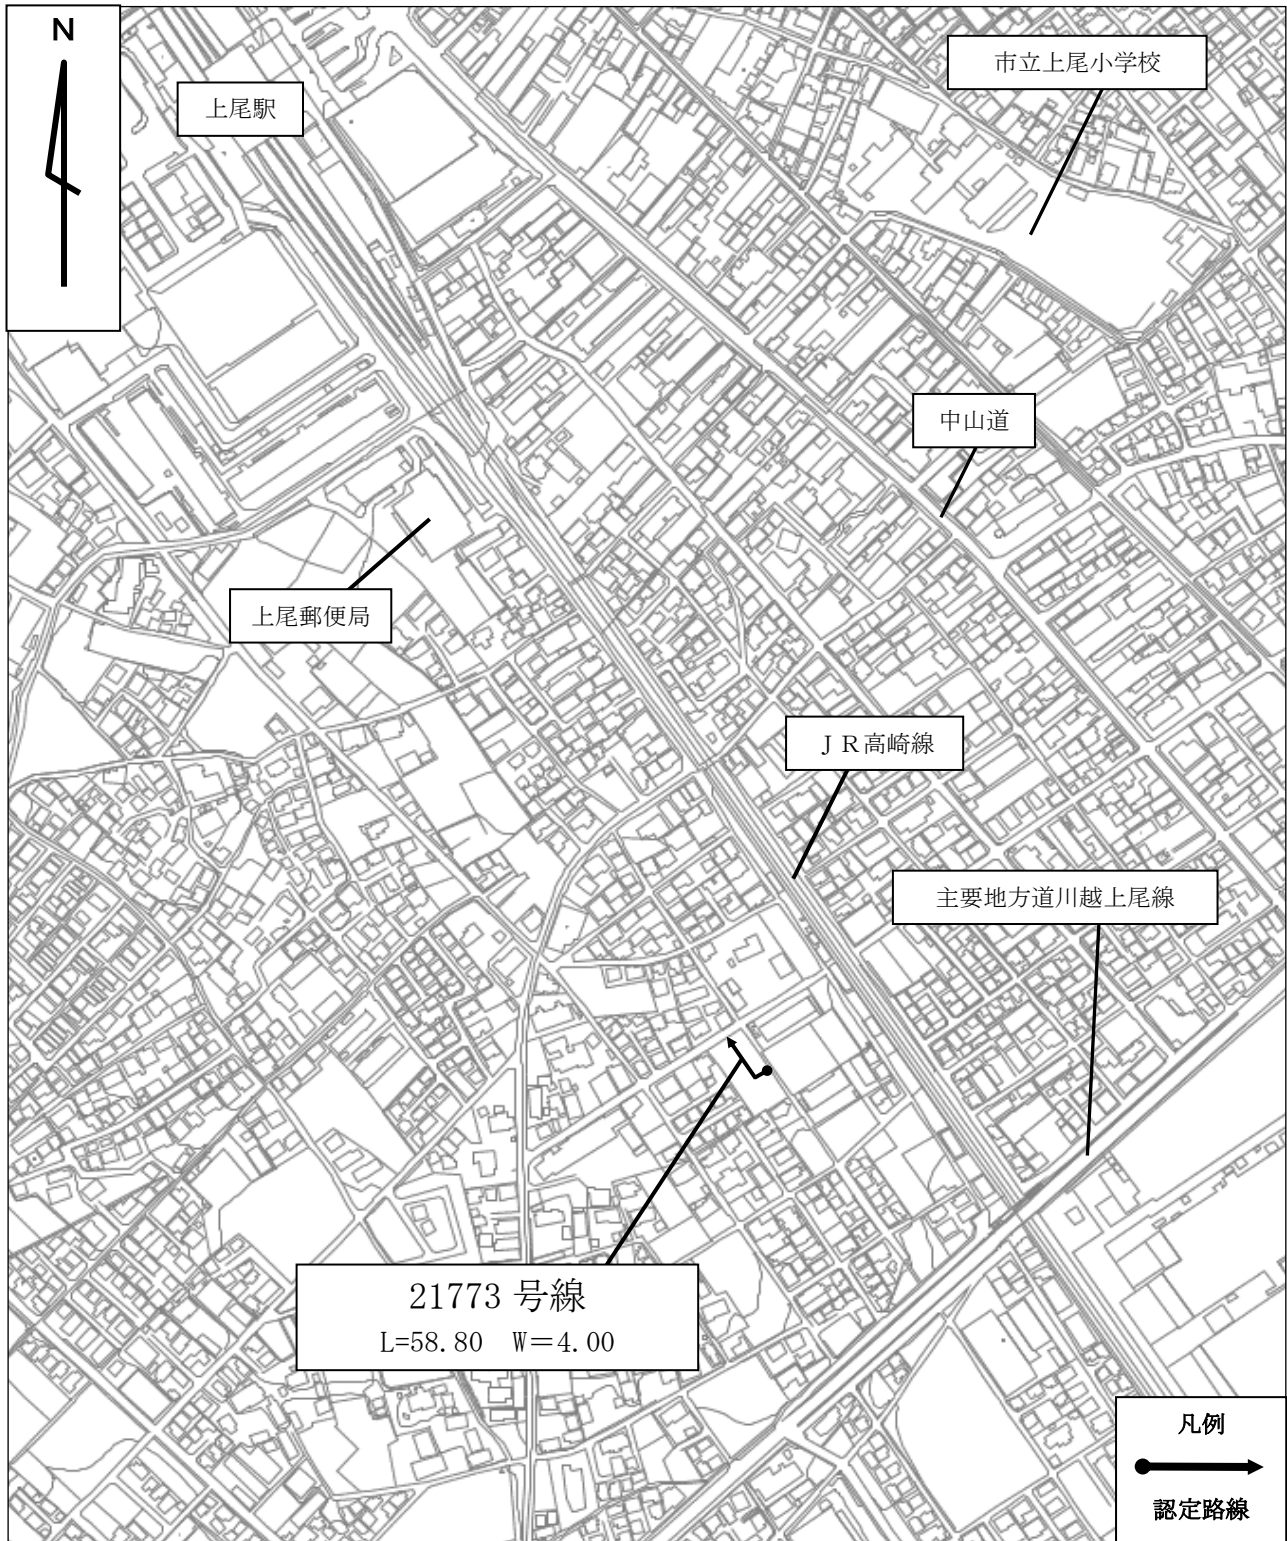 N
上尾駅
市立上尾小学校
中山道
上尾郵便局
ＪＲ高崎線
主要地方道川越上尾線
21773 号線
L=58.80　W＝4.00
凡例
認定路線